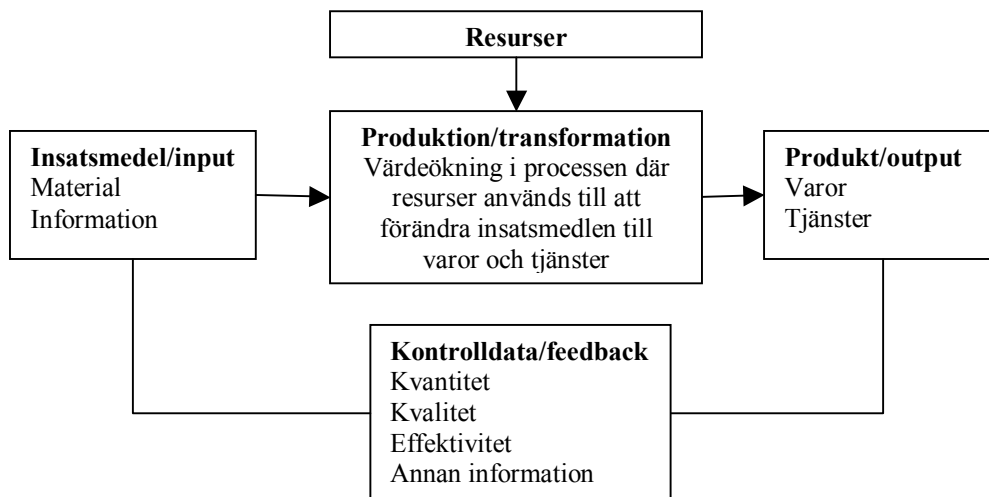 Resurser
Insatsmedel/input
Material
Information
Produktion/transformation
Värdeökning i processen där
resurser används till att
förändra insatsmedlen till
varor och tjänster
Produkt/output
Varor
Tjänster
Kontrolldata/feedback
Kvantitet
Kvalitet
Effektivitet
Annan information